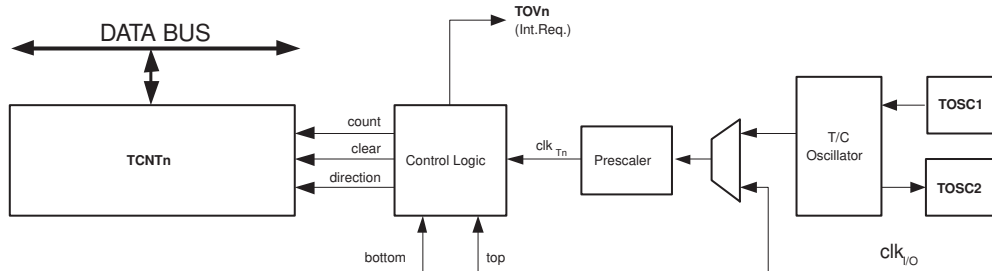 TOVn
(Int.Req.)
DATA BUS
TCNTn
count
clear
direction
Control Logic
clk Tn
Prescaler
T/C
Oscillator
TOSC1
TOSC2
bottom
top
clk I/O